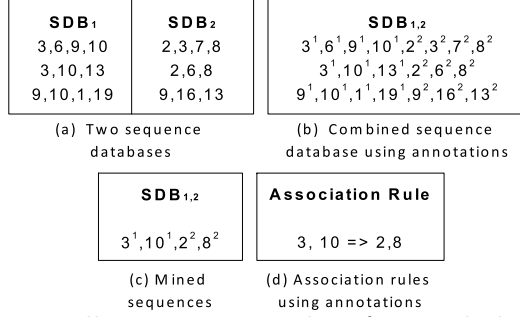 SDB₁
3,6,9,10
3,10,13
9,10,1,19
SDB₂
2,3,7,8
2,6,8
9,16,13
(a) Two sequence
databases
SDB₁,₂
3¹,6¹,9¹,10¹,2²,3²,7²,8²
3¹,10¹,13¹,2²,6²,8²
9¹,10¹,1¹,19¹,9²,16²,13²
(b) Combined sequence
database using annotations
SDB₁,₂
3¹,10¹,2²,8²
(c) Mined
sequences
Association Rule
3, 10 => 2,8
(d) Association rules
using annotations